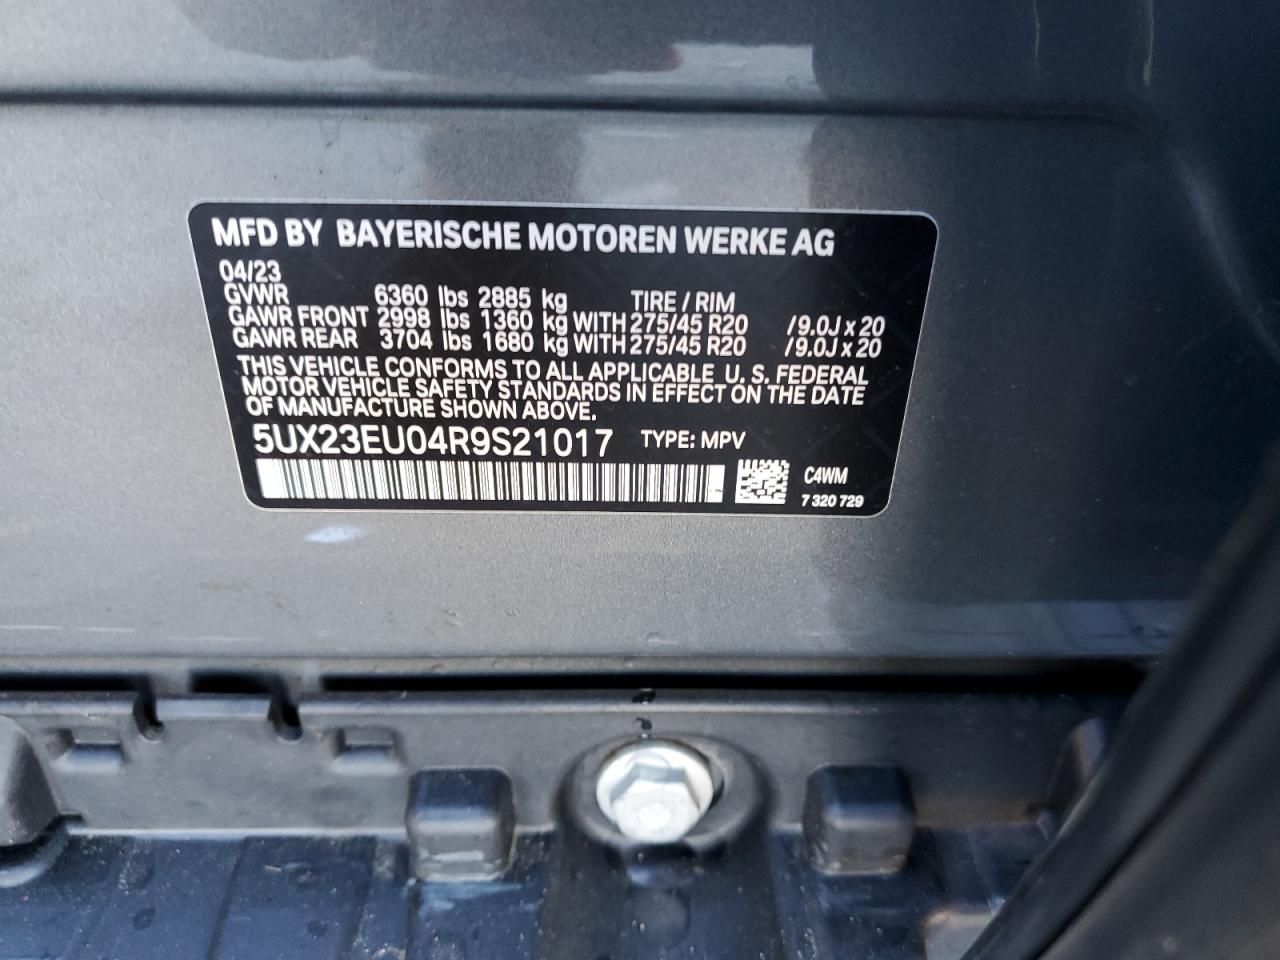 MFD BY BAYERISCHE MOTOREN WERKE AG
04/23
GVWR 6360 lbs 2885 kg TIRE / RIM
GAWR FRONT 2998 lbs 1360 kg WITH 275/45 R20 /9.0J x 20
GAWR REAR 3704 lbs 1680 kg WITH 275/45 R20 /9.0J x 20
THIS VEHICLE CONFORMS TO ALL APPLICABLE U. S. FEDERAL
MOTOR VEHICLE SAFETY STANDARDS IN EFFECT ON THE DATE
OF MANUFACTURE SHOWN ABOVE.
5UX23EU04R9S21017 TYPE: MPV
C4WM
7 320 729